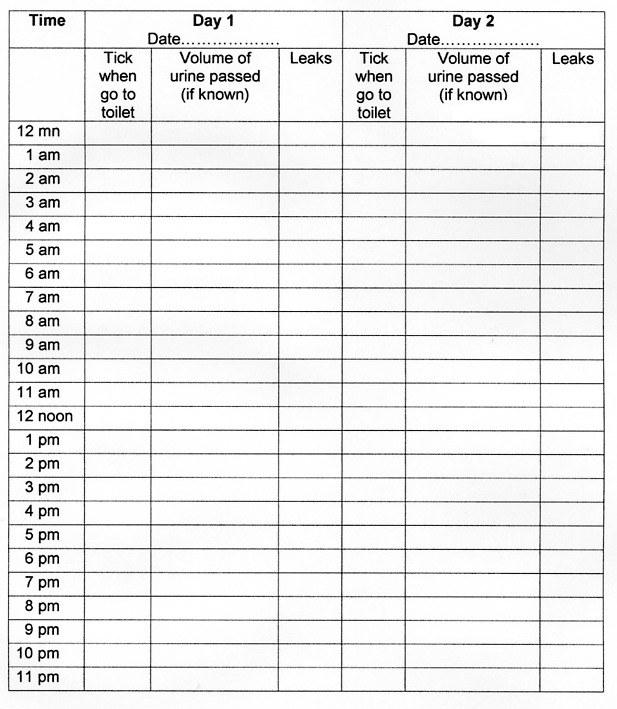 Time Day 1 Day 2
Date................... Date...................
Tick Volume of Leaks Tick Volume of Leaks
when urine passed when urine passed
go to (if known) go to (if known)
toilet toilet
12 mn
1 am
2 am
3 am
4 am
5 am
6 am
7 am
8 am
9 am
10 am
11 am
12 noon
1 pm
2 pm
3 pm
4 pm
5 pm
6 pm
7 pm
8 pm
9 pm
10 pm
11 pm